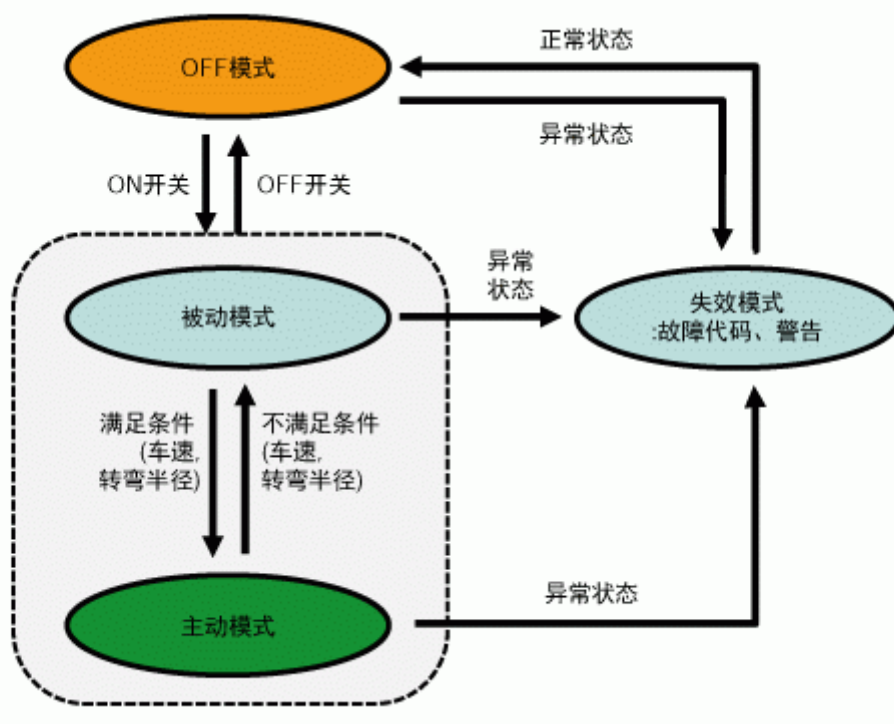 正常状态
OFF模式
异常状态
ON开关
OFF开关
异常
状态
被动模式
失效模式
:故障代码、警告
满足条件
(车速,
转弯半径)
不满足条件
(车速,
转弯半径)
异常状态
主动模式